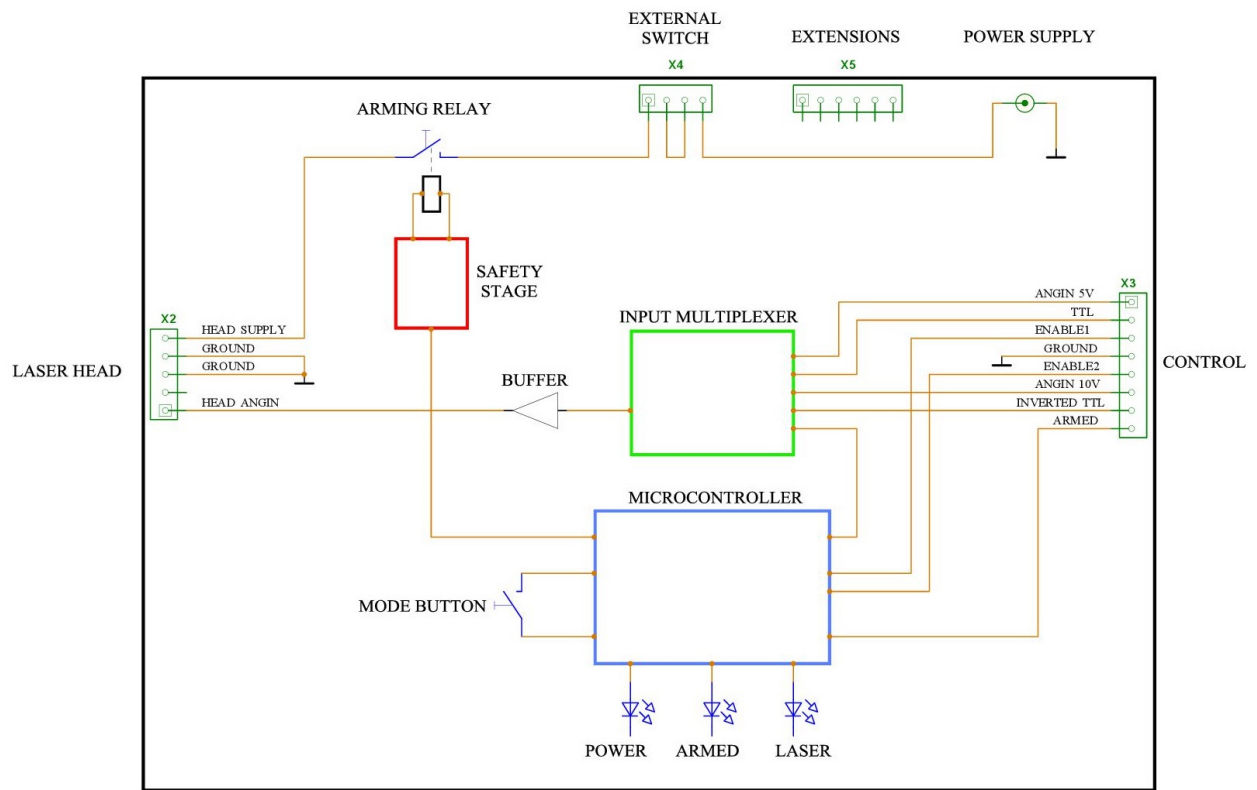 EXTERNAL
SWITCH
EXTENSIONS
POWER SUPPLY
X4
X5
ARMING RELAY
SAFETY
STAGE
X2
X3
HEAD SUPPLY
GROUND
GROUND
HEAD ANGIN
LASER HEAD
INPUT MULTIPLEXER
BUFFER
ANGIN 5V
TTL
ENABLE1
GROUND
ENABLE2
ANGIN 10V
INVERTED TTL
ARMED
CONTROL
MICROCONTROLLER
MODE BUTTON
POWER
ARMED
LASER